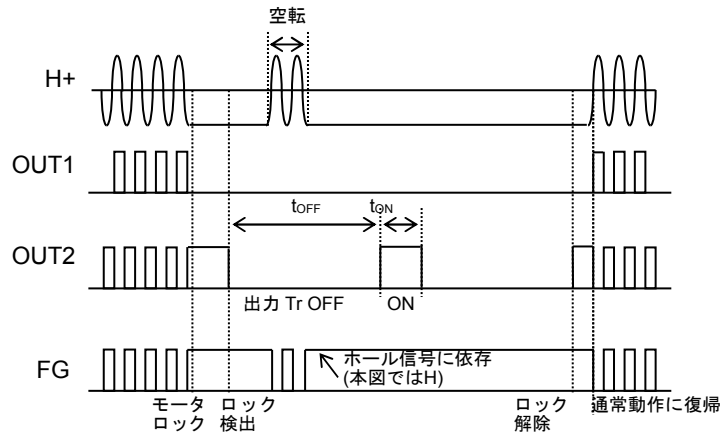 空転
H+
OUT1
tOFF
tON
OUT2
出力 Tr OFF
ON
FG
ホール信号に依存
(本図ではH)
モータ
ロック
ロック
検出
ロック
解除
通常動作に復帰